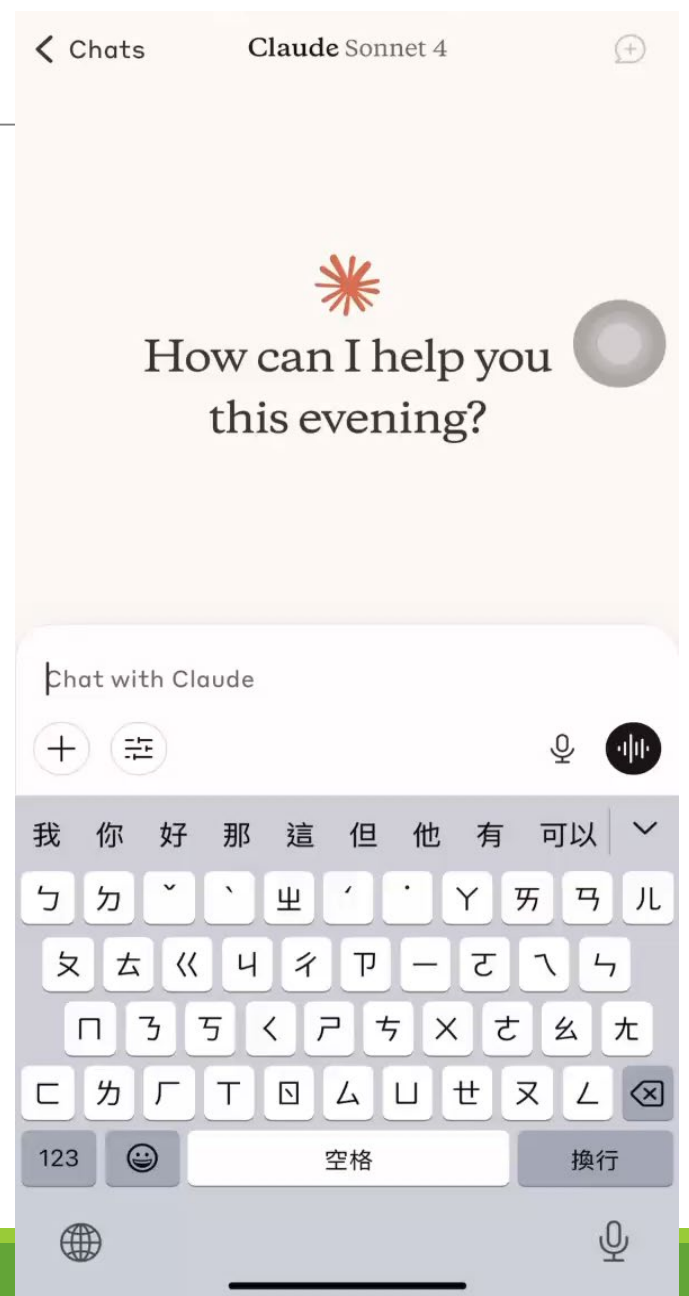 Chats Claude Sonnet 4
How can I help you
this evening?
Chat with Claude
我 你 好 那 這 但 他 有 可以
ㄅ ㄉ ˇ ˋ ㄓ ˊ ˙ ㄚ ㄞ ㄢ ㄦ
ㄆ ㄊ ㄍ ㄐ ㄔ ㄗ ㄧ ㄛ ㄟ ㄣ
ㄇ ㄋ ㄎ ㄑ ㄕ ㄘ ㄨ ㄜ ㄠ ㄤ
ㄈ ㄌ ㄏ ㄒ ㄖ ㄙ ㄩ ㄝ ㄡ ㄥ
123 空格 換行